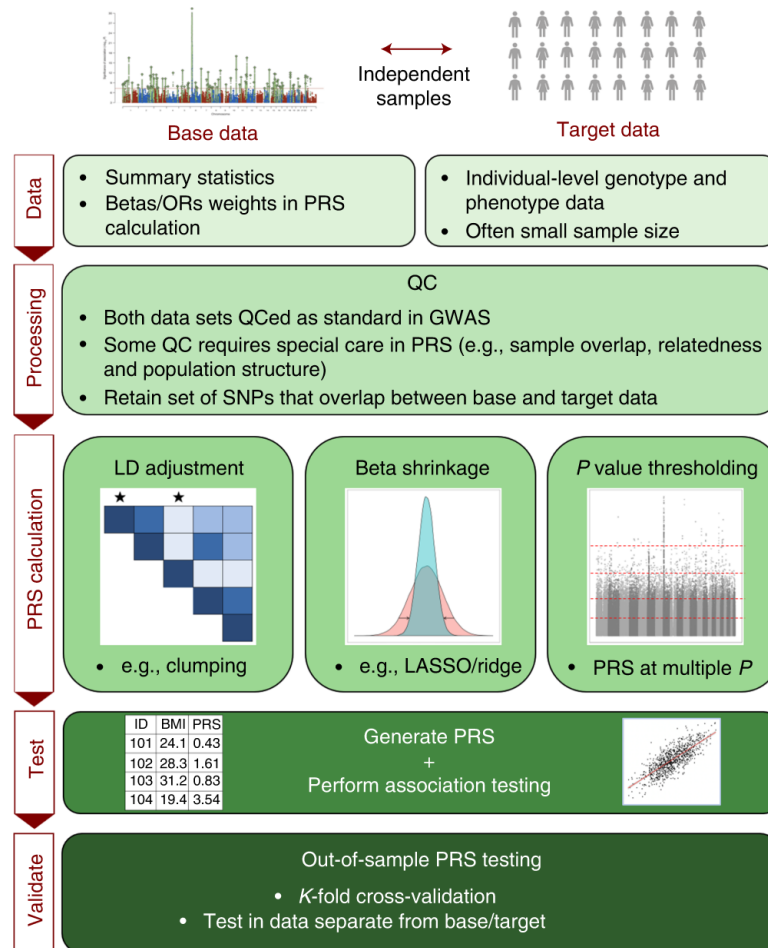 Independent
samples
Base data
Target data
Data
• Summary statistics
• Betas/ORs weights in PRS
calculation
• Individual-level genotype and
phenotype data
• Often small sample size
Processing
QC
• Both data sets QCed as standard in GWAS
• Some QC requires special care in PRS (e.g., sample overlap, relatedness
and population structure)
• Retain set of SNPs that overlap between base and target data
PRS calculation
LD adjustment
• e.g., clumping
Beta shrinkage
• e.g., LASSO/ridge
P value thresholding
• PRS at multiple P
Test
ID BMI PRS
101 24.1 0.43
102 28.3 1.61
103 31.2 0.83
104 19.4 3.54
Generate PRS
+
Perform association testing
Validate
Out-of-sample PRS testing
• K-fold cross-validation
• Test in data separate from base/target